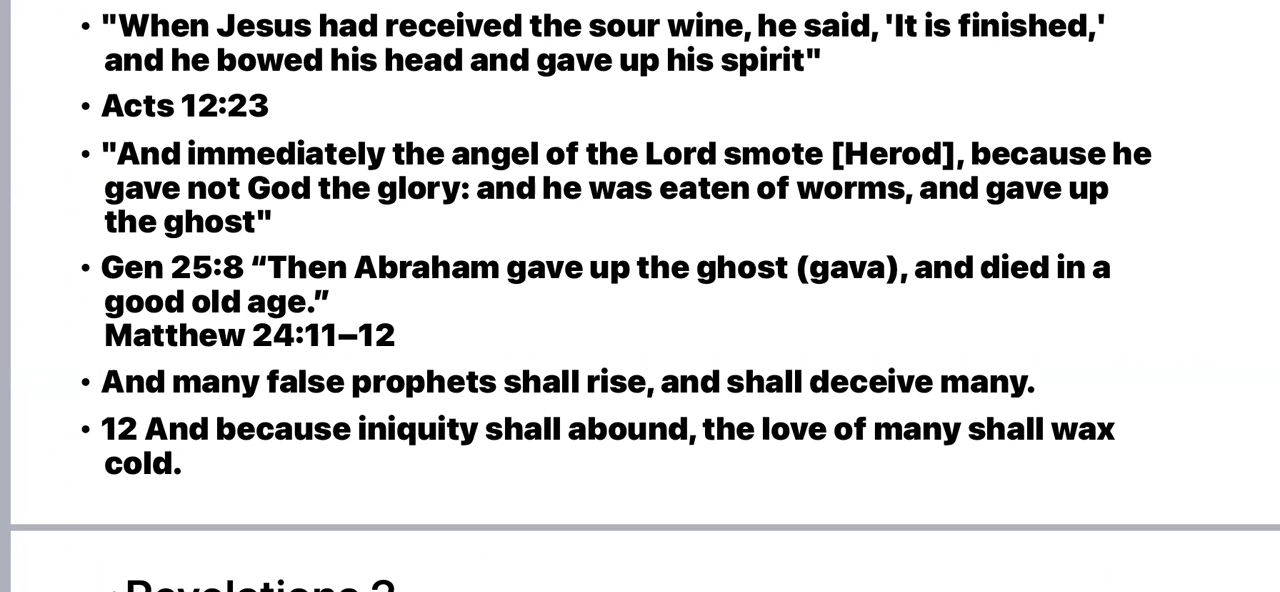 • "When Jesus had received the sour wine, he said, 'It is finished,'
and he bowed his head and gave up his spirit"
• Acts 12:23
• "And immediately the angel of the Lord smote [Herod], because he
gave not God the glory: and he was eaten of worms, and gave up
the ghost"
• Gen 25:8 “Then Abraham gave up the ghost (gava), and died in a
good old age.”
Matthew 24:11–12
• And many false prophets shall rise, and shall deceive many.
• 12 And because iniquity shall abound, the love of many shall wax
cold.
Revelations 2